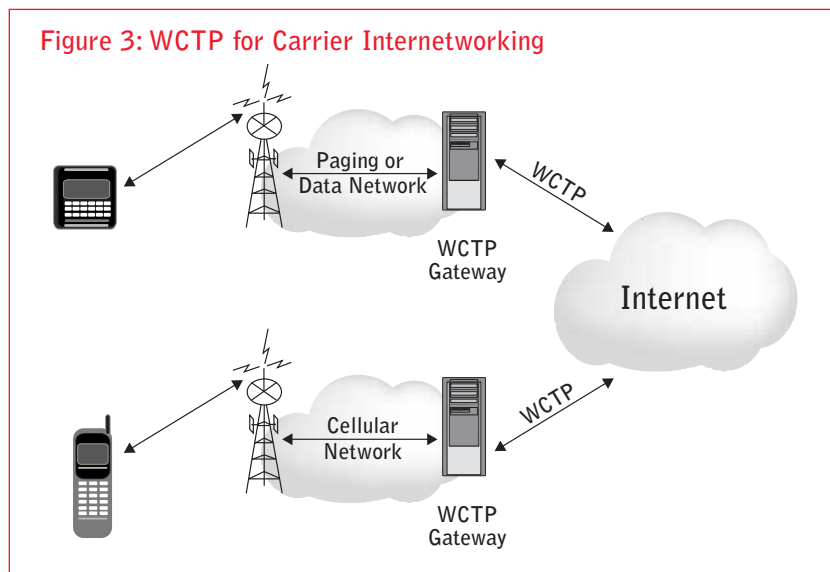 Figure 3: WCTP for Carrier Internetworking
Paging or
Data Network
WCTP
Gateway
WCTP
Internet
Cellular
Network
WCTP
Gateway
WCTP